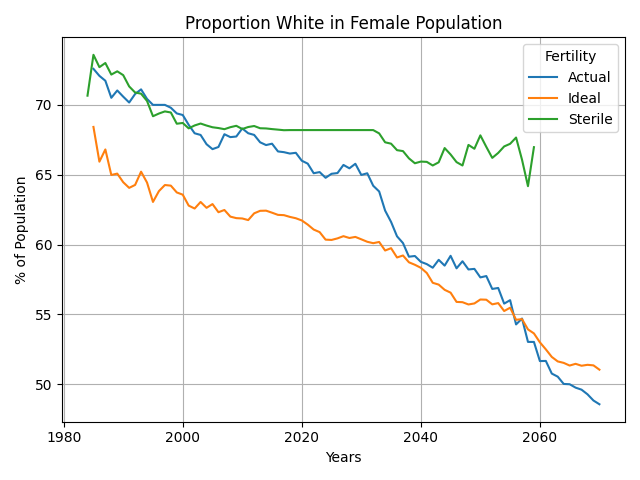 Proportion White in Female Population
Fertility
Actual
Ideal
Sterile
% of Population
70
65
60
55
50
1980
2000
2020
2040
2060
Years